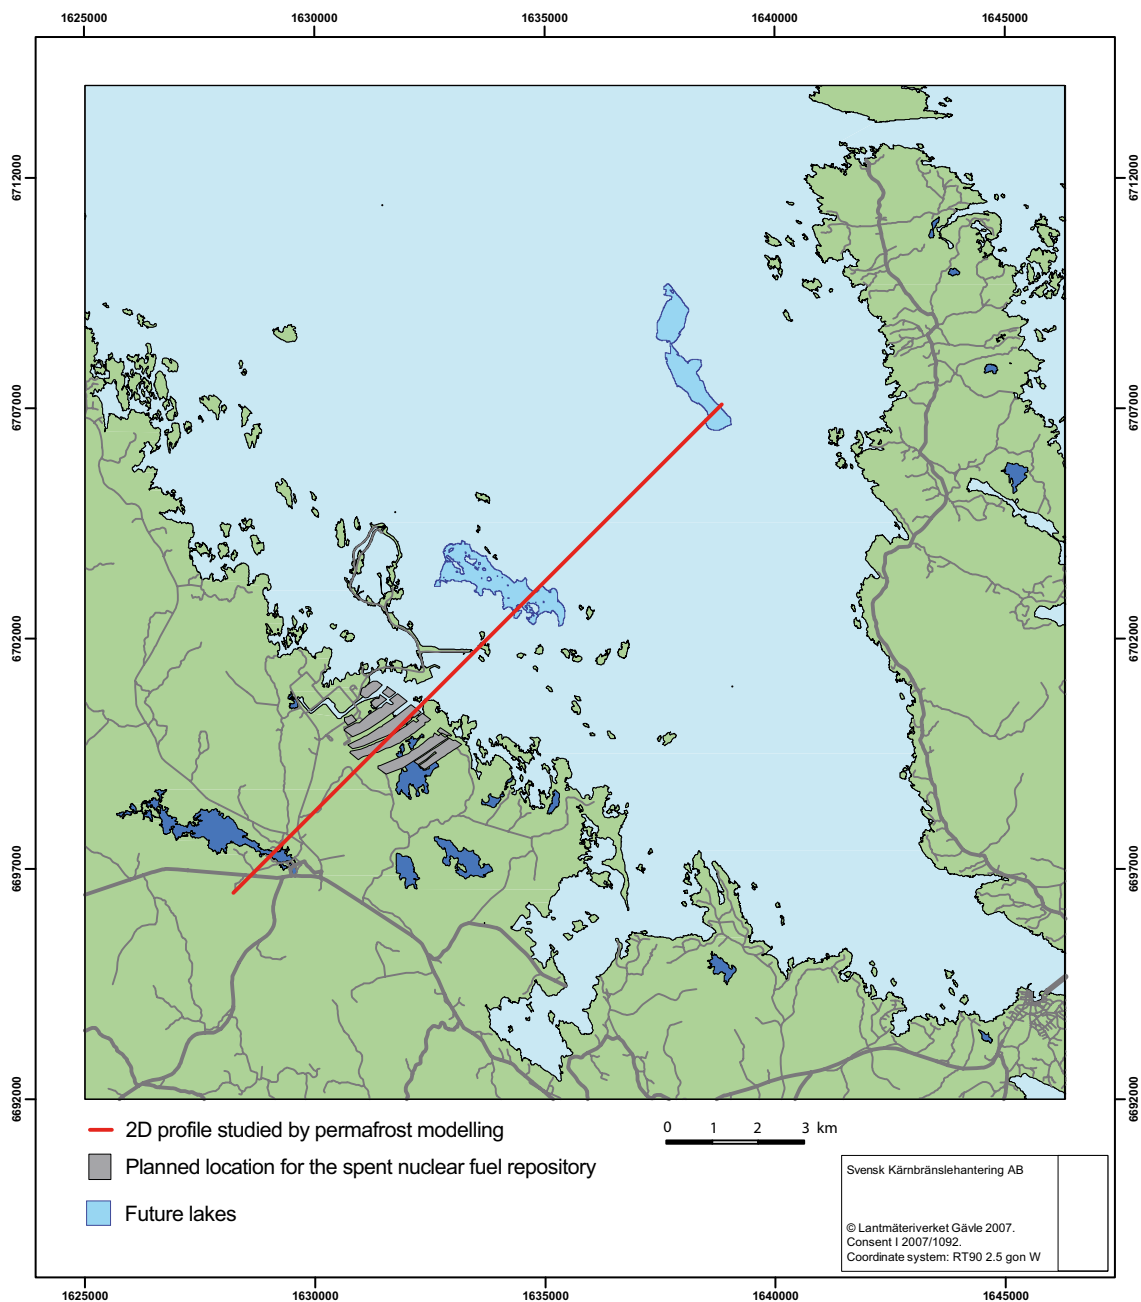 1625000 1630000 1635000 1640000 1645000
6712000 6712000
6707000 6707000
6702000 6702000
6697000 6697000
6692000 6692000
2D profile studied by permafrost modelling
Planned location for the spent nuclear fuel repository
Future lakes
0 1 2 3 km
Svensk Kärnbränslehantering AB
© Lantmäteriverket Gävle 2007.
Consent I 2007/1092.
Coordinate system: RT90 2.5 gon W
1625000 1630000 1635000 1640000 1645000